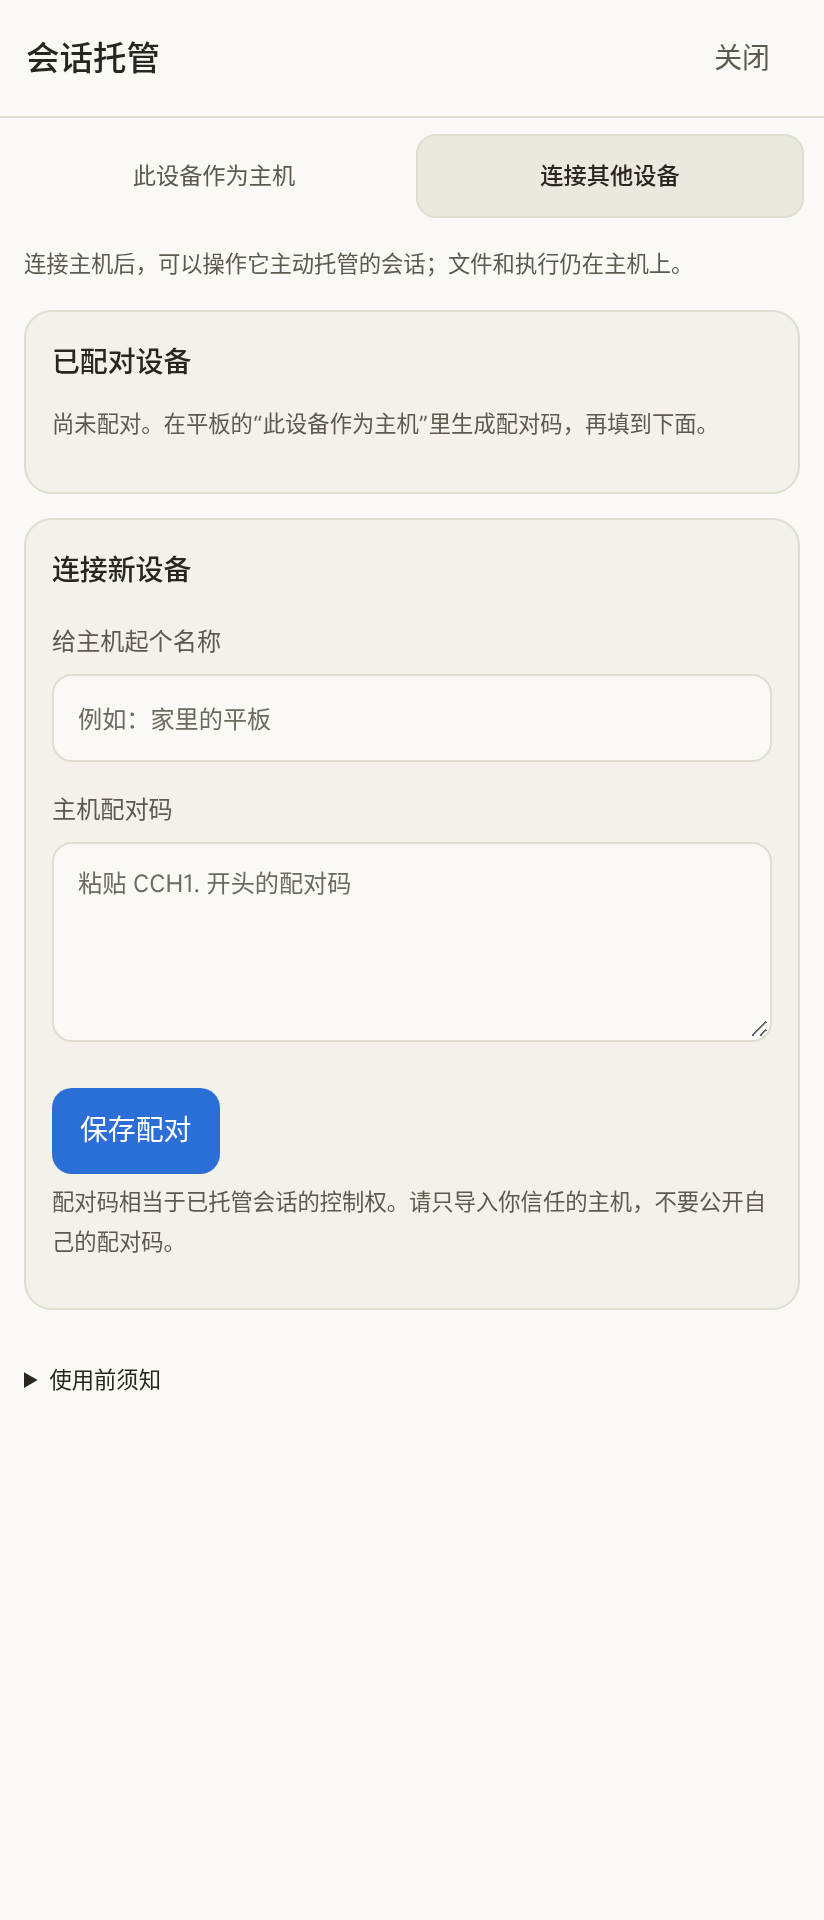 会话托管
关闭
此设备作为主机
连接其他设备
连接主机后，可以操作它主动托管的会话；文件和执行仍在主机上。
已配对设备
尚未配对。在平板的“此设备作为主机”里生成配对码，再填到下面。
连接新设备
给主机起个名称
例如：家里的平板
主机配对码
粘贴 CCH1. 开头的配对码
保存配对
配对码相当于已托管会话的控制权。请只导入你信任的主机，不要公开自
己的配对码。
使用前须知